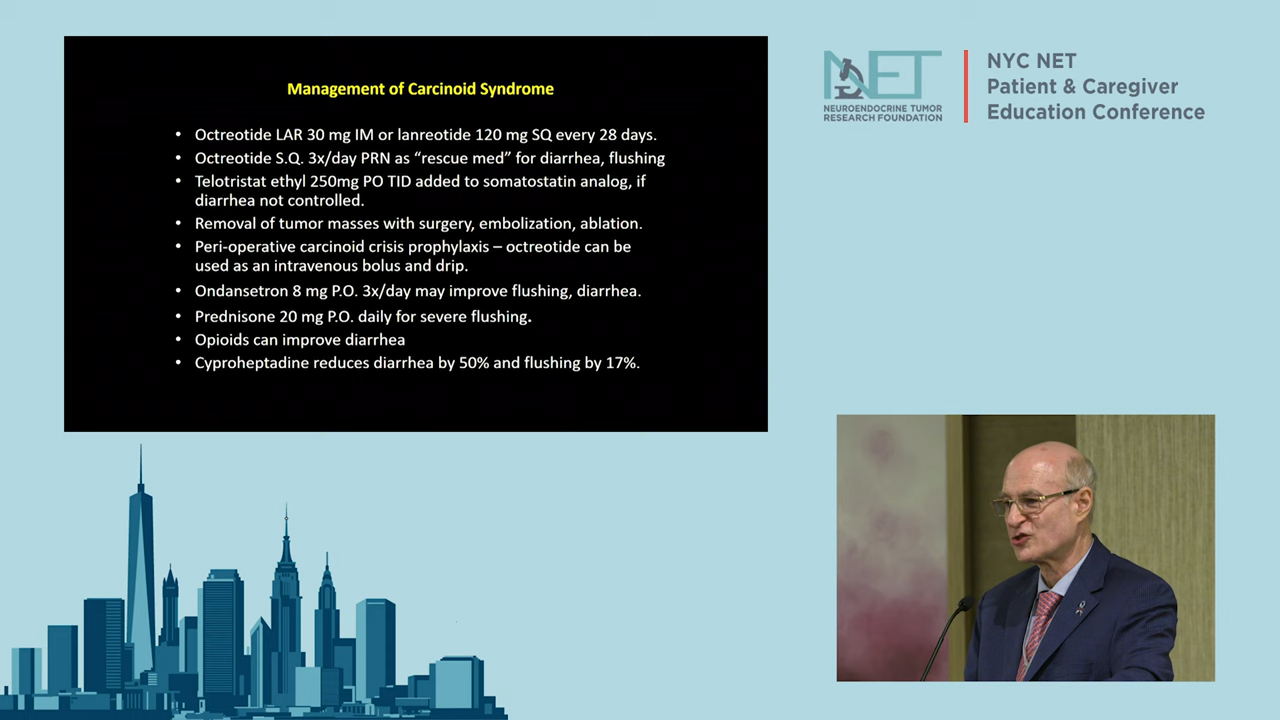 Management of Carcinoid Syndrome
• Octreotide LAR 30 mg IM or lanreotide 120 mg SQ every 28 days.
• Octreotide S.Q. 3x/day PRN as “rescue med” for diarrhea, flushing
• Telotristat ethyl 250mg PO TID added to somatostatin analog, if
diarrhea not controlled.
• Removal of tumor masses with surgery, embolization, ablation.
• Peri-operative carcinoid crisis prophylaxis – octreotide can be
used as an intravenous bolus and drip.
• Ondansetron 8 mg P.O. 3x/day may improve flushing, diarrhea.
• Prednisone 20 mg P.O. daily for severe flushing.
• Opioids can improve diarrhea
• Cyproheptadine reduces diarrhea by 50% and flushing by 17%.
NET
NEUROENDOCRINE TUMOR
RESEARCH FOUNDATION
NYC NET
Patient & Caregiver
Education Conference